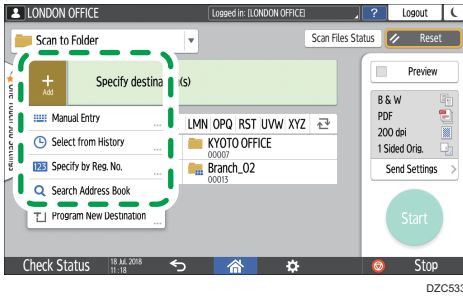 LONDON OFFICE
Logged in: [LONDON OFFICE]
?
Logout
Scan to Folder
Scan Files Status
Reset
Add
Specify destina
(s)
Preview
Manual Entry
...
LMN OPQ RST UVW XYZ
B & W
PDF
200 dpi
1 Sided Orig.
Select from History
...
KYOTO OFFICE
00007
123 Specify by Reg. No.
...
Branch_02
00013
Send Settings
Search Address Book
Program New Destination
...
Start
Check Status
18 Jul. 2018
11:18
Stop
DZC533